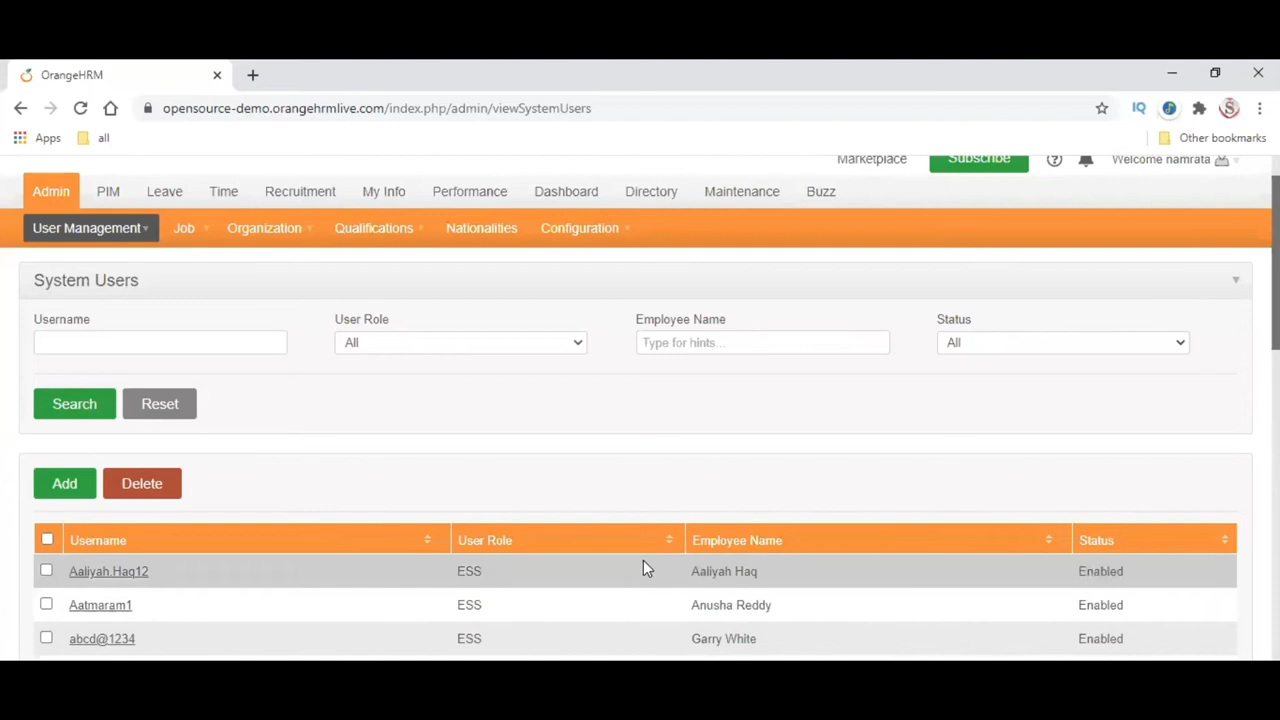 OrangeHRM
opensource-demo.orangehrmlive.com/index.php/admin/viewSystemUsers
IQ
S
Apps
all
Other bookmarks
Marketplace
Subscribe
Welcome namrata
Admin
PIM
Leave
Time
Recruitment
My Info
Performance
Dashboard
Directory
Maintenance
Buzz
User Management
Job
Organization
Qualifications
Nationalities
Configuration
System Users
Username
User Role
Employee Name
Status
All
Type for hints...
All
Search
Reset
Add
Delete
Username
User Role
Employee Name
Status
Aaliyah.Haq12
ESS
Aaliyah Haq
Enabled
Aatmaram1
ESS
Anusha Reddy
Enabled
abcd@1234
ESS
Garry White
Enabled